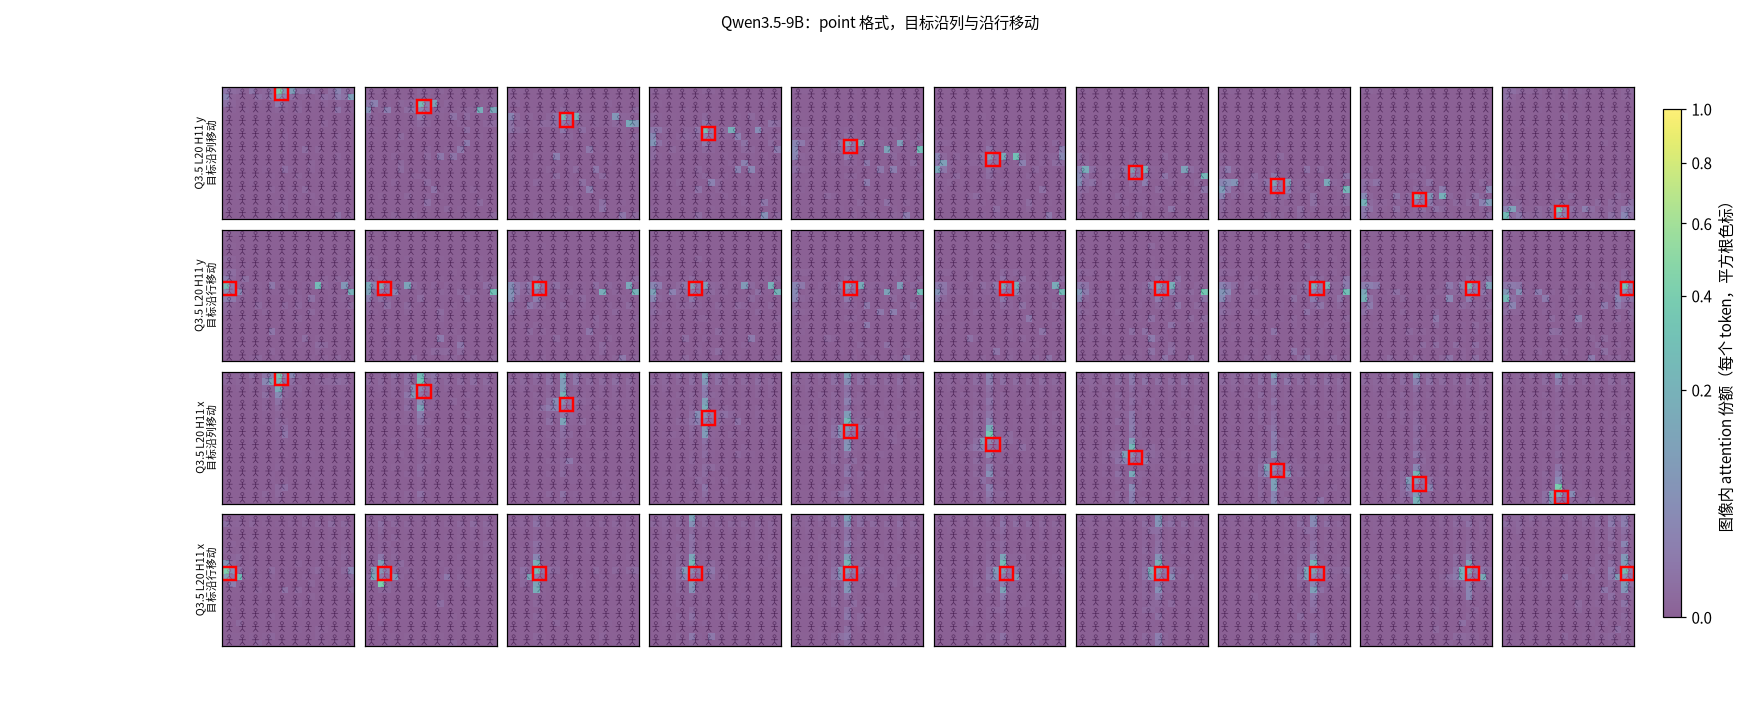 Qwen3.5-9B：point 格式，目标沿列与沿行移动
Q3.5 L20 H11 y
目标沿列移动
Q3.5 L20 H11 y
目标沿行移动
Q3.5 L20 H11 x
目标沿列移动
Q3.5 L20 H11 x
目标沿行移动
1.0
0.8
0.6
0.4
0.2
0.0
图像内 attention 份额（每个 token，平方根色标）